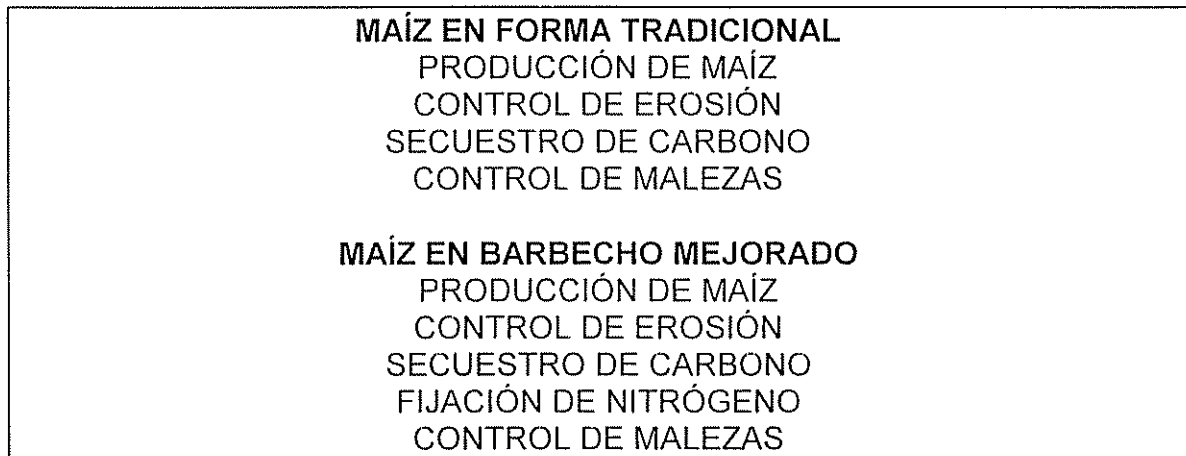 MAÍZ EN FORMA TRADICIONAL
PRODUCCIÓN DE MAÍZ
CONTROL DE EROSIÓN
SECUESTRO DE CARBONO
CONTROL DE MALEZAS
MAÍZ EN BARBECHO MEJORADO
PRODUCCIÓN DE MAÍZ
CONTROL DE EROSIÓN
SECUESTRO DE CARBONO
FIJACIÓN DE NITRÓGENO
CONTROL DE MALEZAS